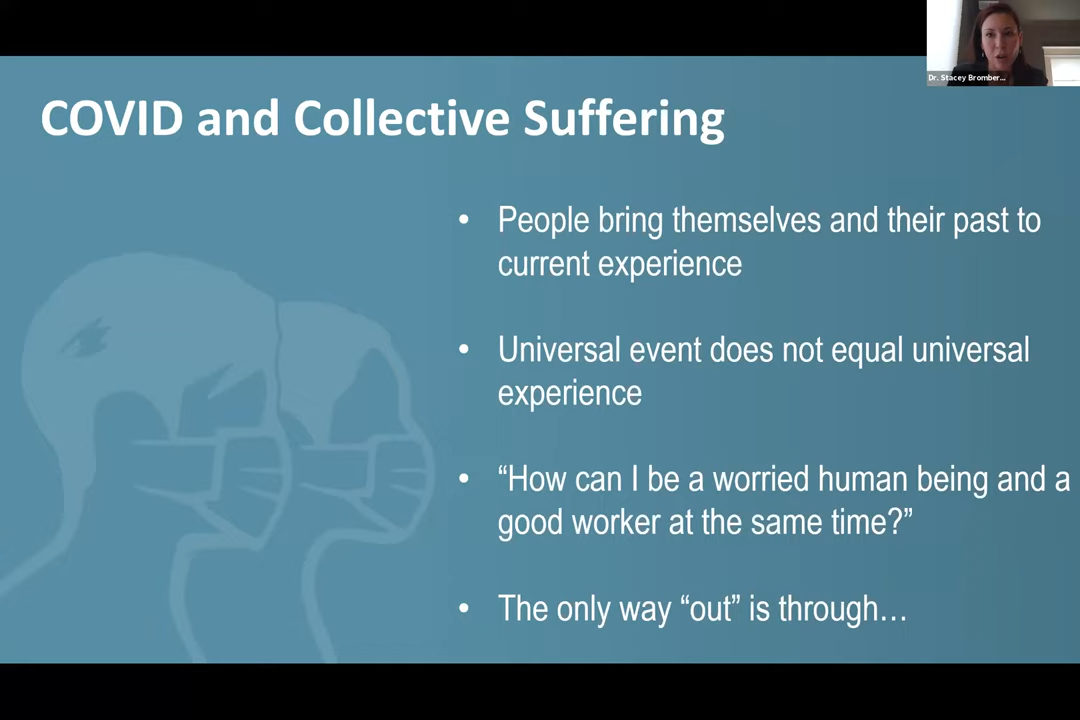 Dr. Stacey Bromber...
COVID and Collective Suffering
• People bring themselves and their past to
current experience
• Universal event does not equal universal
experience
• “How can I be a worried human being and a
good worker at the same time?”
• The only way “out” is through…